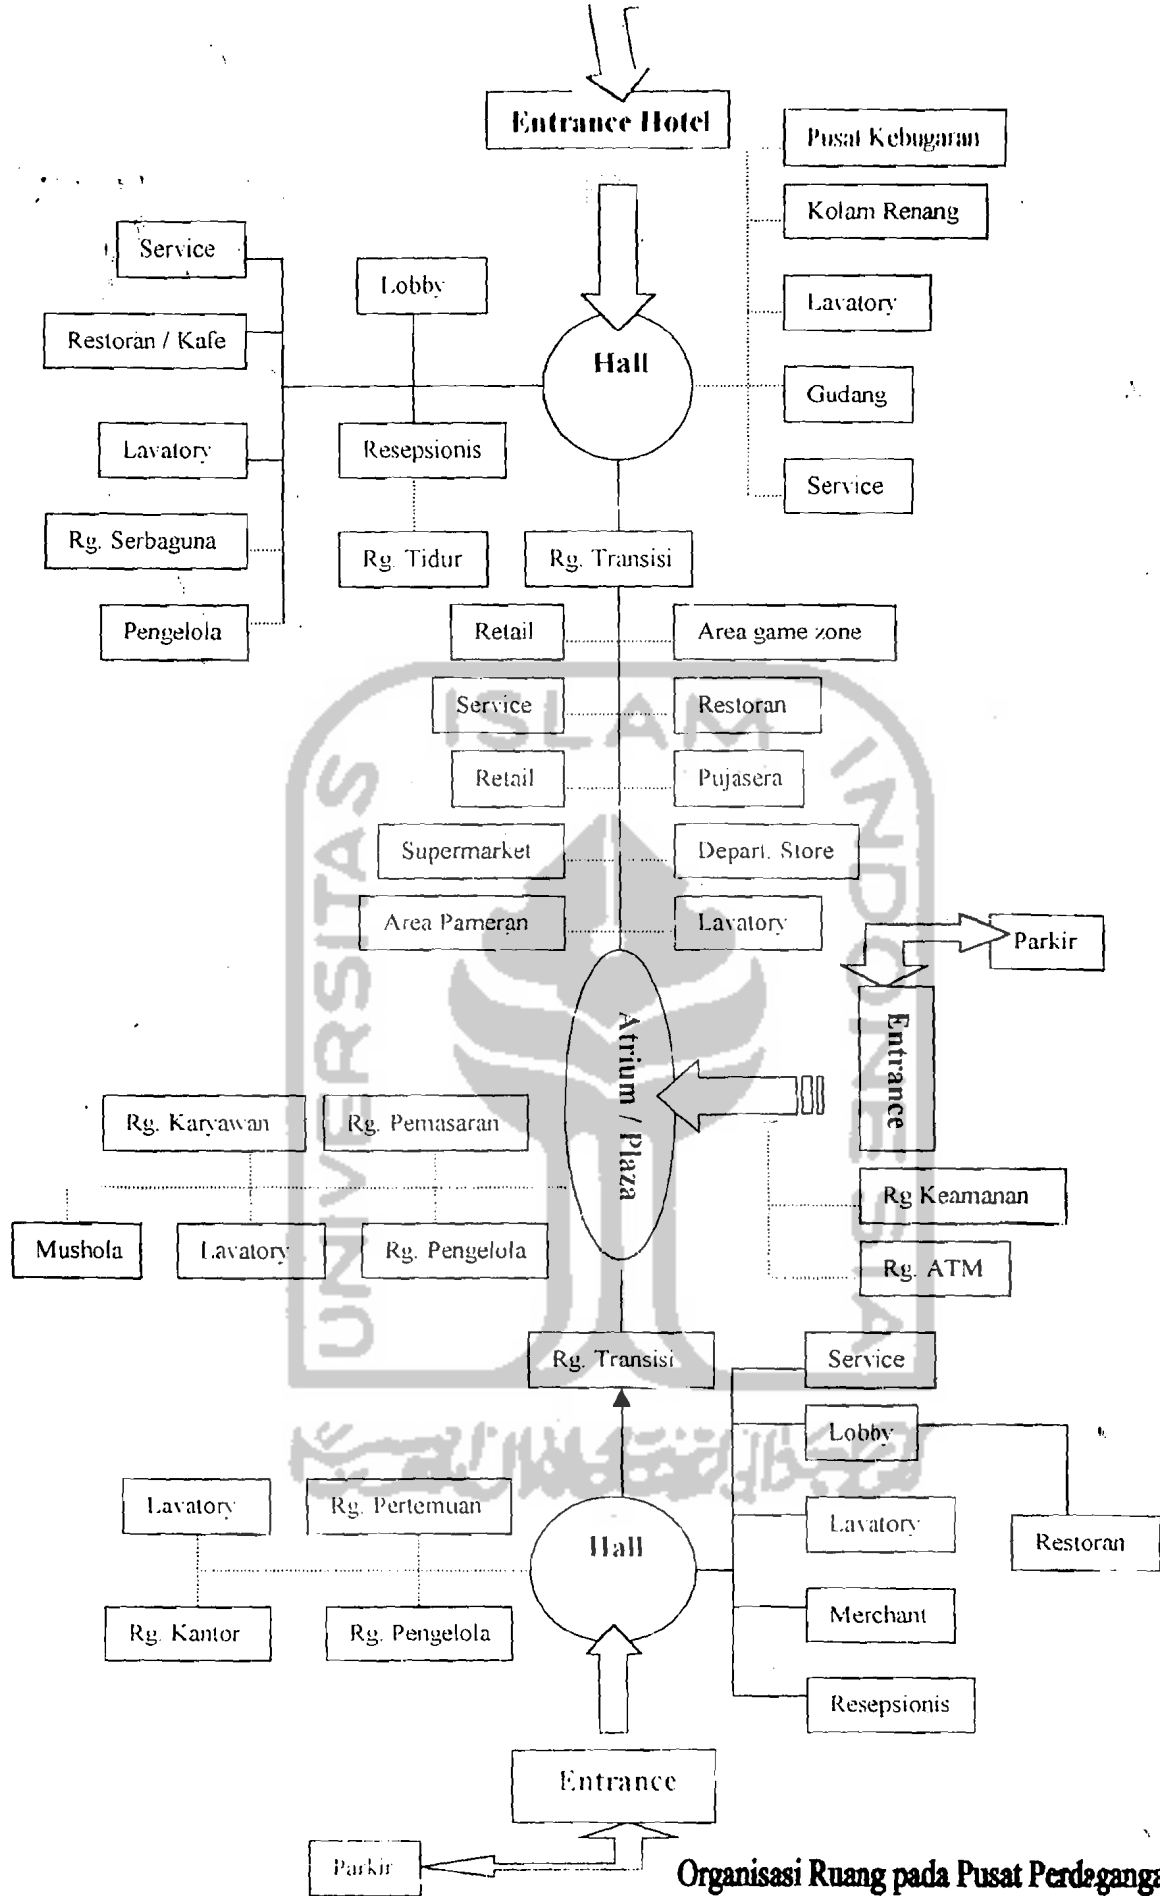 Entrance Hotel
Pusat Kebugaran
Kolam Renang
Service
Lobby
Lavatory
Restoran / Kafe
Hall
Gudang
Lavatory
Resepsionis
Service
Rg. Serbaguna
Rg. Tidur
Rg. Transisi
Pengelola
Retail
Area game zone
Service
Restoran
Retail
Pujasera
Supermarket
Depart. Store
Area Pameran
Lavatory
Parkir
Entrance
Atrium / Plaza
Rg. Karyawan
Rg. Pemasaran
Rg Keamanan
Mushola
Lavatory
Rg. Pengelola
Rg. ATM
Rg. Transisi
Service
Lobby
Lavatory
Rg. Pertemuan
Lavatory
Restoran
Hall
Rg. Kantor
Rg. Pengelola
Merchant
Resepsionis
Entrance
Parkir
Organisasi Ruang pada Pusat Perdaganga
UNIVERSITAS
ISLAM
INDONESIA